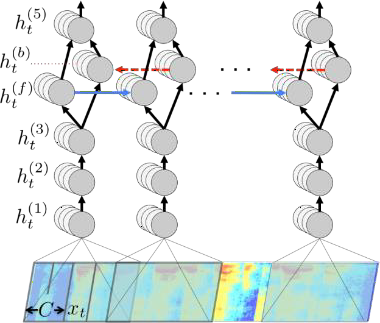 h_t^{(5)}
h_t^{(b)}
h_t^{(f)}
h_t^{(3)}
h_t^{(2)}
h_t^{(1)}
C x_t